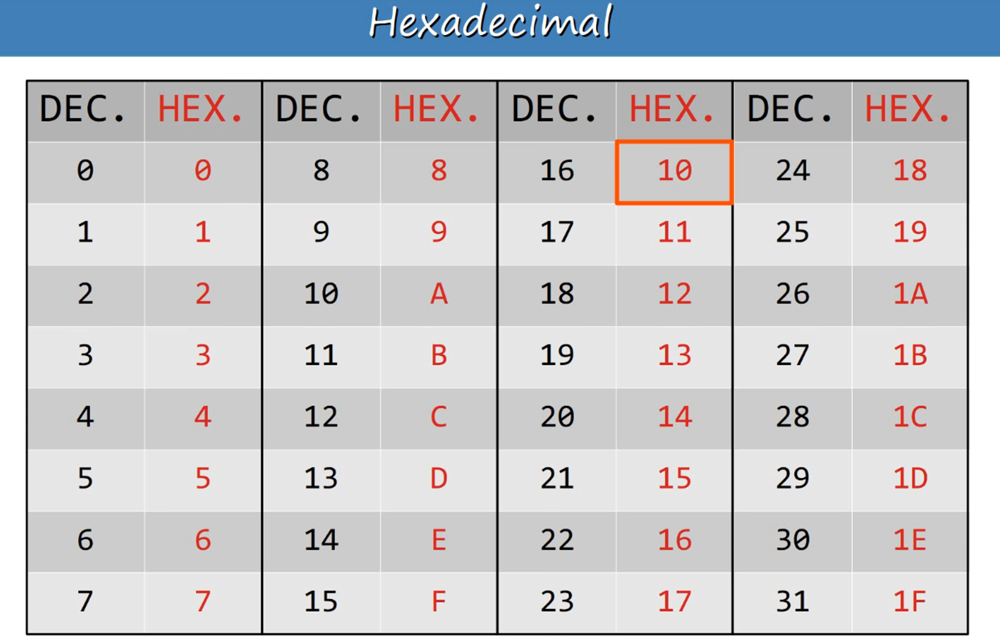 Hexadecimal
DEC. HEX. DEC. HEX. DEC. HEX. DEC. HEX.
0 0 8 8 16 10 24 18
1 1 9 9 17 11 25 19
2 2 10 A 18 12 26 1A
3 3 11 B 19 13 27 1B
4 4 12 C 20 14 28 1C
5 5 13 D 21 15 29 1D
6 6 14 E 22 16 30 1E
7 7 15 F 23 17 31 1F